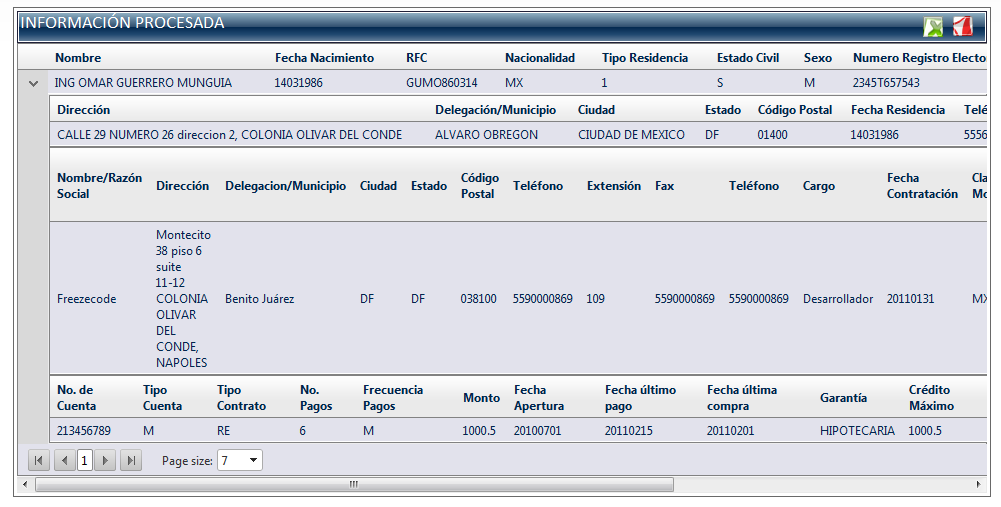 INFORMACIÓN PROCESADA
Nombre Fecha Nacimiento RFC Nacionalidad Tipo Residencia Estado Civil Sexo Numero Registro Electo
ING OMAR GUERRERO MUNGUIA 14031986 GUMO860314 MX 1 S M 2345T657543
Dirección Delegación/Municipio Ciudad Estado Código Postal Fecha Residencia Telé
CALLE 29 NUMERO 26 direccion 2, COLONIA OLIVAR DEL CONDE ALVARO OBREGON CIUDAD DE MEXICO DF 01400 14031986 5556
Nombre/Razón Social Dirección Delegacion/Municipio Ciudad Estado Código Postal Teléfono Extensión Fax Teléfono Cargo Fecha Contratación Cla Mo
Montecito
38 piso 6
suite
11-12
Freezecode COLONIA Benito Juárez DF DF 038100 5590000869 109 5590000869 5590000869 Desarrollador 20110131 MX
OLIVAR
DEL
CONDE,
NAPOLES
No. de Cuenta Tipo Cuenta Tipo Contrato No. Pagos Frecuencia Pagos Monto Fecha Apertura Fecha último pago Fecha última compra Garantía Crédito Máximo
213456789 M RE 6 M 1000.5 20100701 20110215 20110201 HIPOTECARIA 1000.5
1 Page size: 7